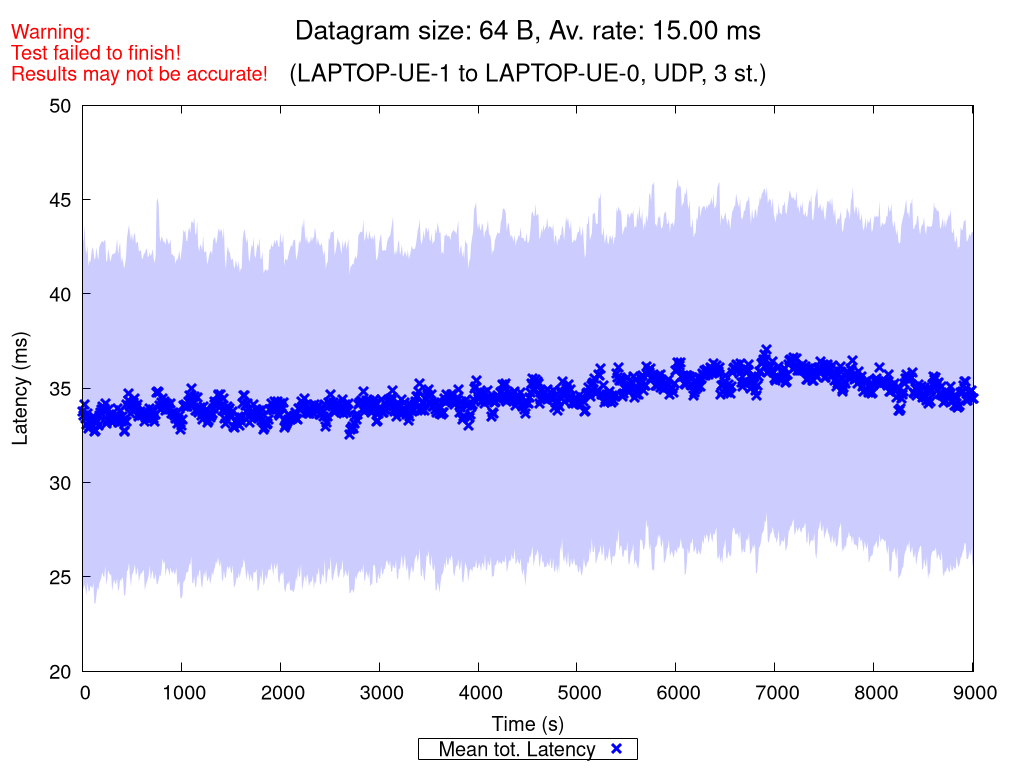 Warning:
Test failed to finish!
Results may not be accurate!
Datagram size: 64 B, Av. rate: 15.00 ms
(LAPTOP-UE-1 to LAPTOP-UE-0, UDP, 3 st.)
50
45
40
35
30
25
20
Latency (ms)
0 1000 2000 3000 4000 5000 6000 7000 8000 9000
Time (s)
Mean tot. Latency